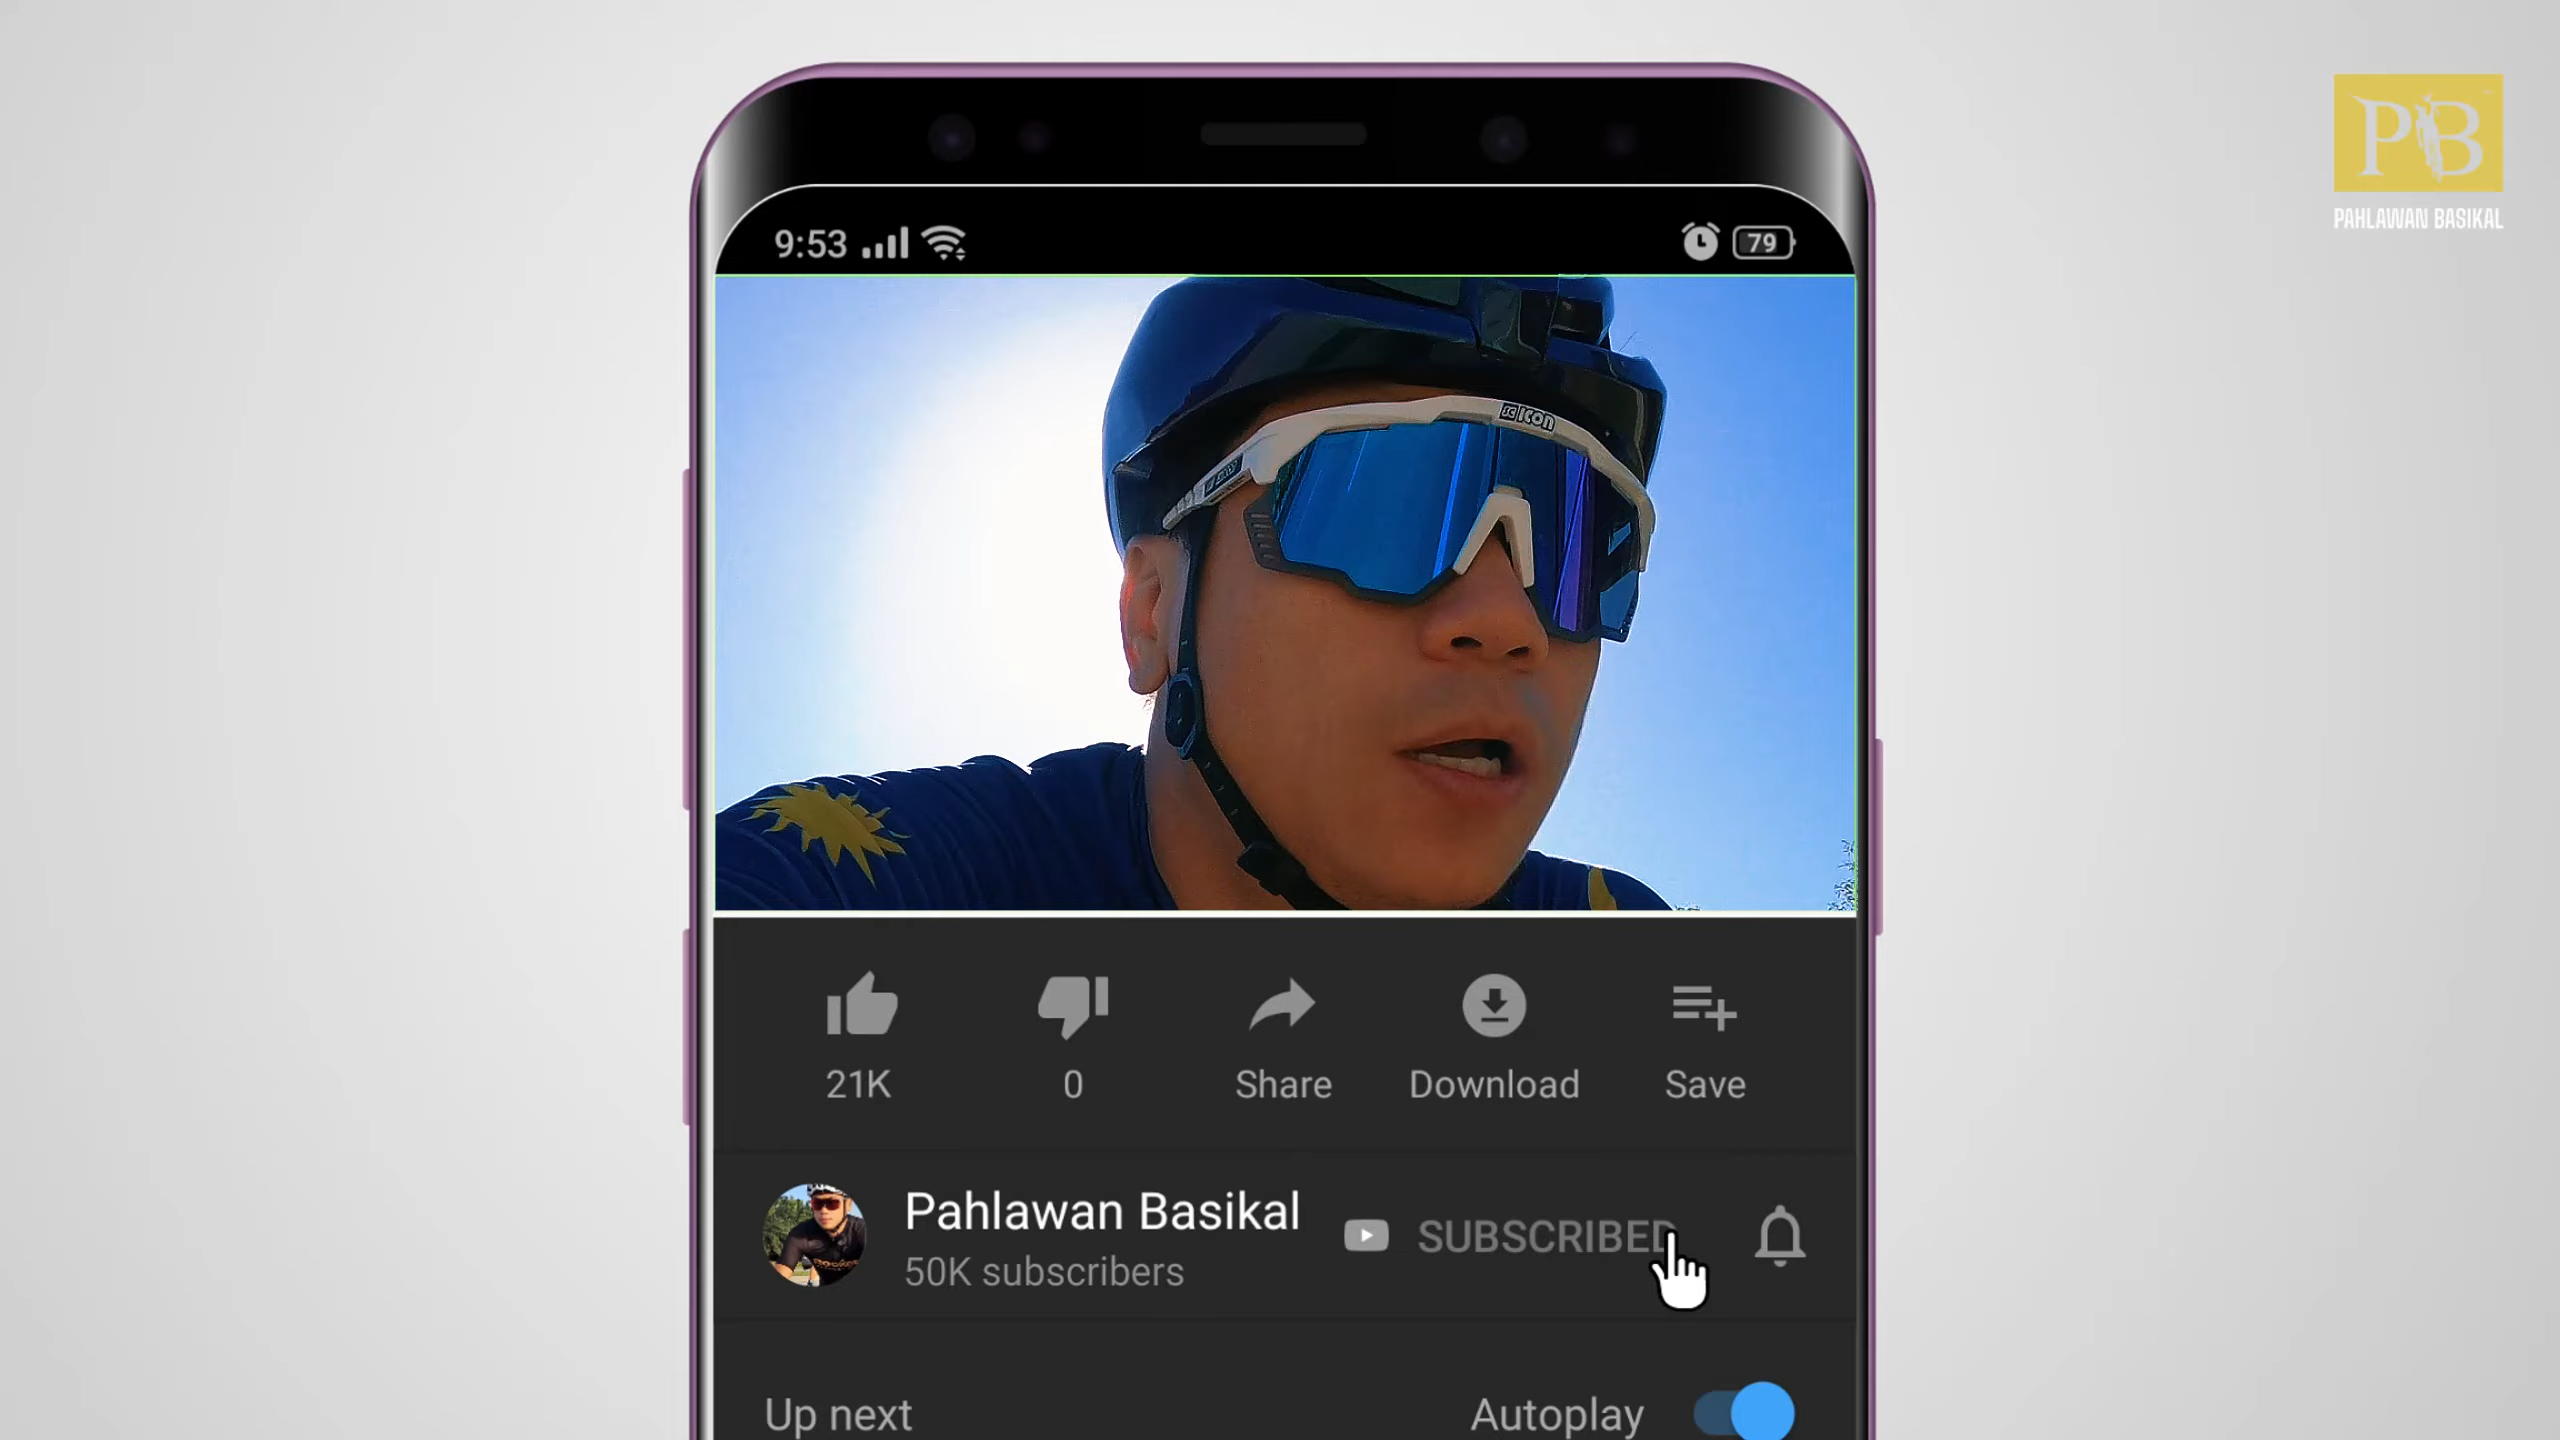 PB
PAHLAWAN BASIKAL
9:53
79
SCICON
21K
0
Share
Download
Save
Pahlawan Basikal
50K subscribers
SUBSCRIBED
Up next
Autoplay